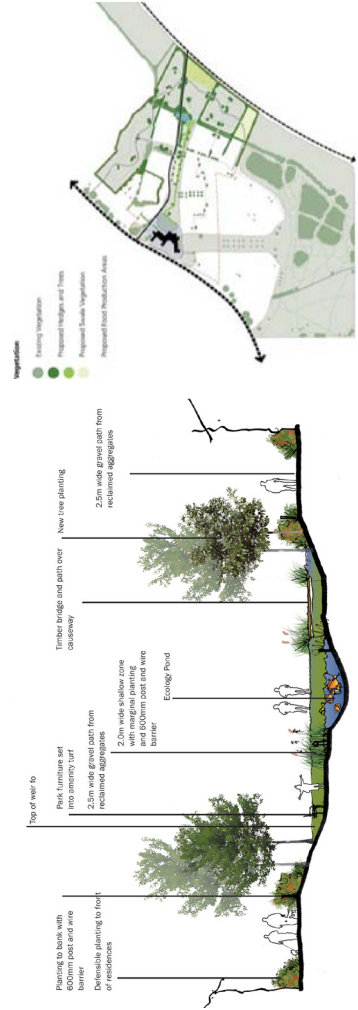 Vegetation
Existing Vegetation
Proposed Hedges and Trees
Proposed Swale Vegetation
Proposed Food Production Areas
Planting to bank with
600mm post and wire
barrier
Defensible planting to front
of residences
Top of weir fo
Park furniture set
into amenity turf
2.5m wide gravel path from
reclaimed aggregates
2.0m wide shallow zone
with marginal planting
and 600mm post and wire
barrier
Ecology Pond
Timber bridge and path over
causeway
New tree planting
2.5m wide gravel path from
reclaimed aggregates